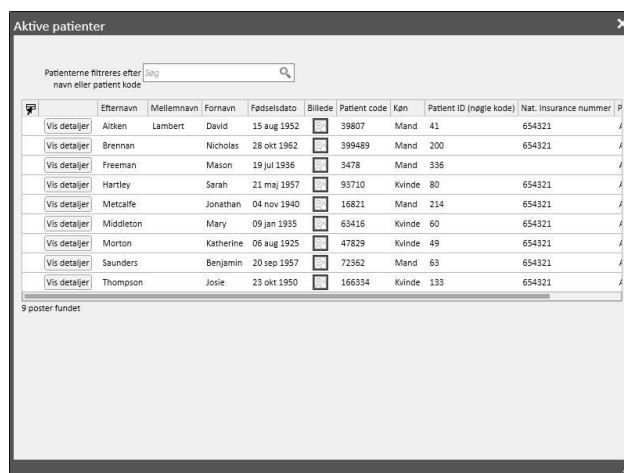 Aktive patienter
Patienterne filtreres efter Søg
navn eller patient kode
Efternavn Mellemnavn Fornavn Fødselsdato Billede Patient code Køn Patient ID (nøgle kode) Nat. Insurance nummer P
Vis detaljer Aitken Lambert David 15 aug 1952 39807 Mand 41 654321 A
Vis detaljer Brennan Nicholas 28 okt 1962 399489 Mand 200 654321 A
Vis detaljer Freeman Mason 19 jul 1936 3478 Mand 336 A
Vis detaljer Hartley Sarah 21 maj 1957 93710 Kvinde 80 654321 A
Vis detaljer Metcalfe Jonathan 04 nov 1940 16821 Mand 214 654321 A
Vis detaljer Middleton Mary 09 jan 1935 63416 Kvinde 60 654321 A
Vis detaljer Morton Katherine 06 aug 1925 47829 Kvinde 49 654321 A
Vis detaljer Saunders Benjamin 20 sep 1957 72362 Mand 63 654321 A
Vis detaljer Thompson Josie 23 okt 1950 166334 Kvinde 133 654321 A
9 poster fundet